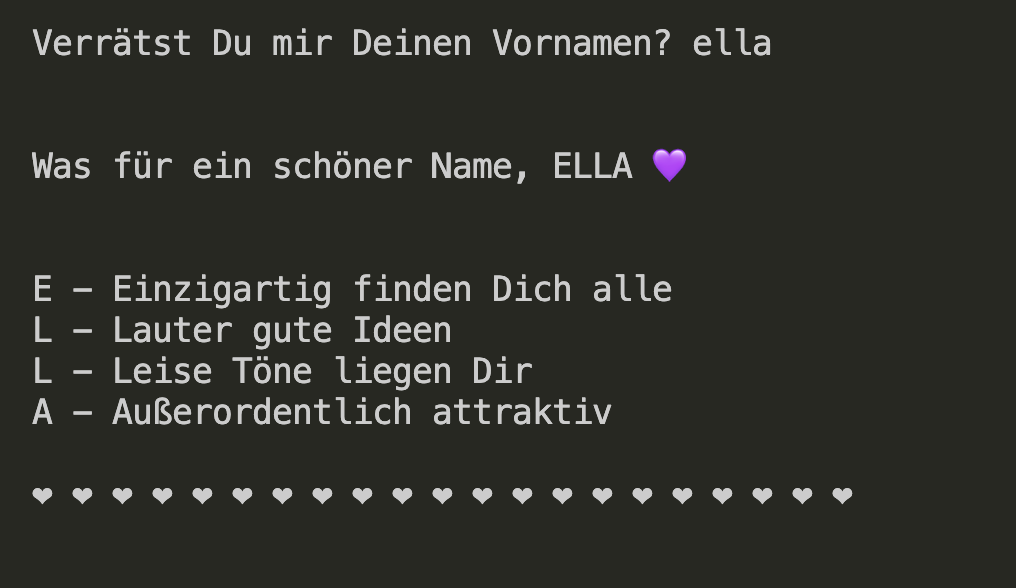 Verrätst Du mir Deinen Vornamen? ella
Was für ein schöner Name, ELLA 💜
E – Einzigartig finden Dich alle
L – Lauter gute Ideen
L – Leise Töne liegen Dir
A – Außerordentlich attraktiv
❤ ❤ ❤ ❤ ❤ ❤ ❤ ❤ ❤ ❤ ❤ ❤ ❤ ❤ ❤ ❤ ❤ ❤ ❤ ❤ ❤